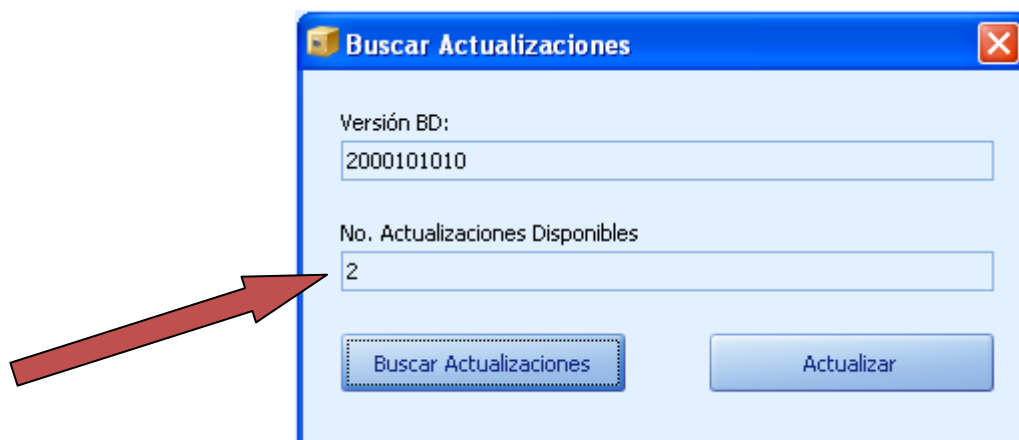 Buscar Actualizaciones
Versión BD:
2000101010
No. Actualizaciones Disponibles
2
Buscar Actualizaciones
Actualizar